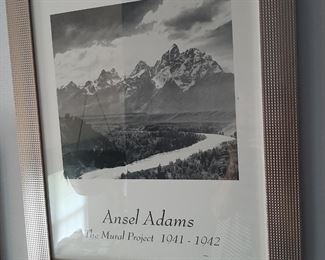 Ansel Adams
The Mural Project 1941 - 1942